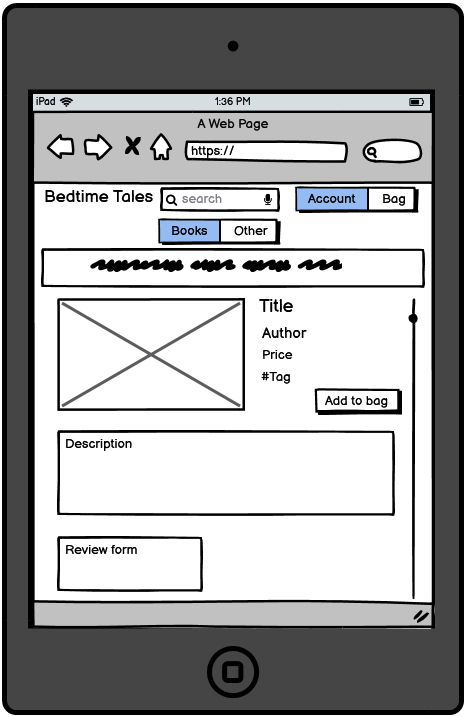 iPad 1:36 PM
A Web Page
https://
Bedtime Tales search Account Bag
Books Other
Title
Author
Price
#Tag
Add to bag
Description
Review form